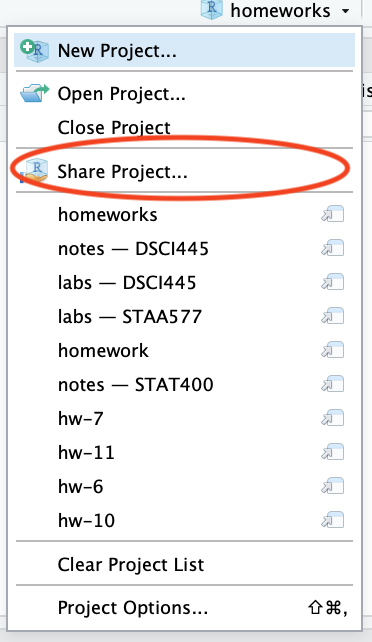 homeworks
New Project...
Open Project...
Close Project
Share Project...
homeworks
notes — DSCI445
labs — DSCI445
labs — STAA577
homework
notes — STAT400
hw-7
hw-11
hw-6
hw-10
Clear Project List
Project Options... ⇧⌘,